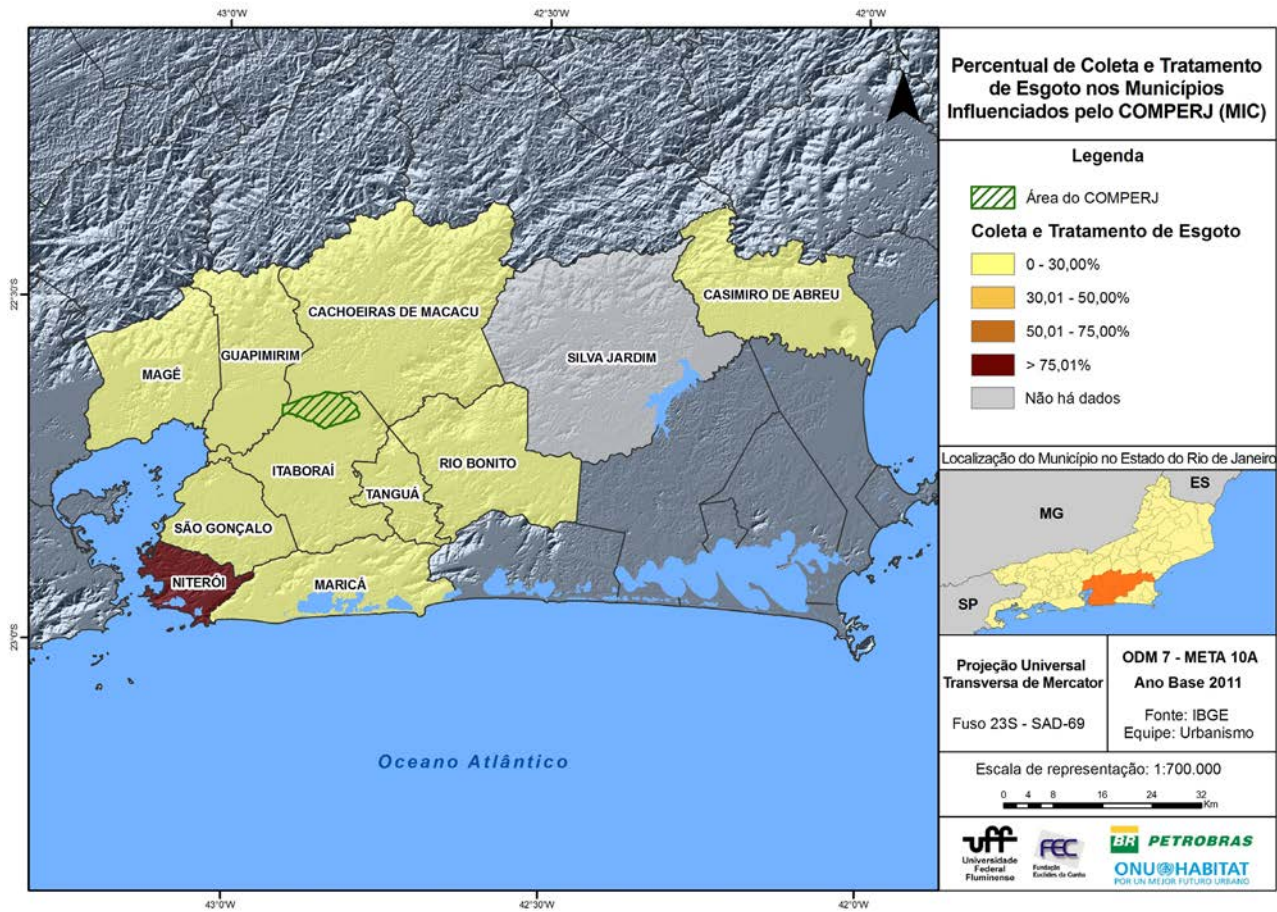 43°0'W
42°30'W
42°0'W
22°30'S
23°0'S
CACHOEIRAS DE MACACU
CASIMIRO DE ABREU
GUAPIMIRIM
SILVA JARDIM
MAGÉ
ITABORAÍ
RIO BONITO
TANGUÁ
SÃO GONÇALO
NITERÓI
MARICÁ
Oceano Atlântico
43°0'W
42°30'W
42°0'W
Percentual de Coleta e Tratamento
de Esgoto nos Municípios
Influenciados pelo COMPERJ (MIC)
Legenda
Área do COMPERJ
Coleta e Tratamento de Esgoto
0 - 30,00%
30,01 - 50,00%
50,01 - 75,00%
> 75,01%
Não há dados
Localização do Município no Estado do Rio de Janeiro
ES
MG
SP
Projeção Universal
Transversa de Mercator
Fuso 23S - SAD-69
ODM 7 - META 10A
Ano Base 2011
Fonte: IBGE
Equipe: Urbanismo
Escala de representação: 1:700.000
0 4 8 16 24 32
Km
uff
Universidade
Federal
Fluminense
FEC
Fundação
Euclides da Cunha
BR PETROBRAS
ONU HABITAT
POR UN MEJOR FUTURO URBANO